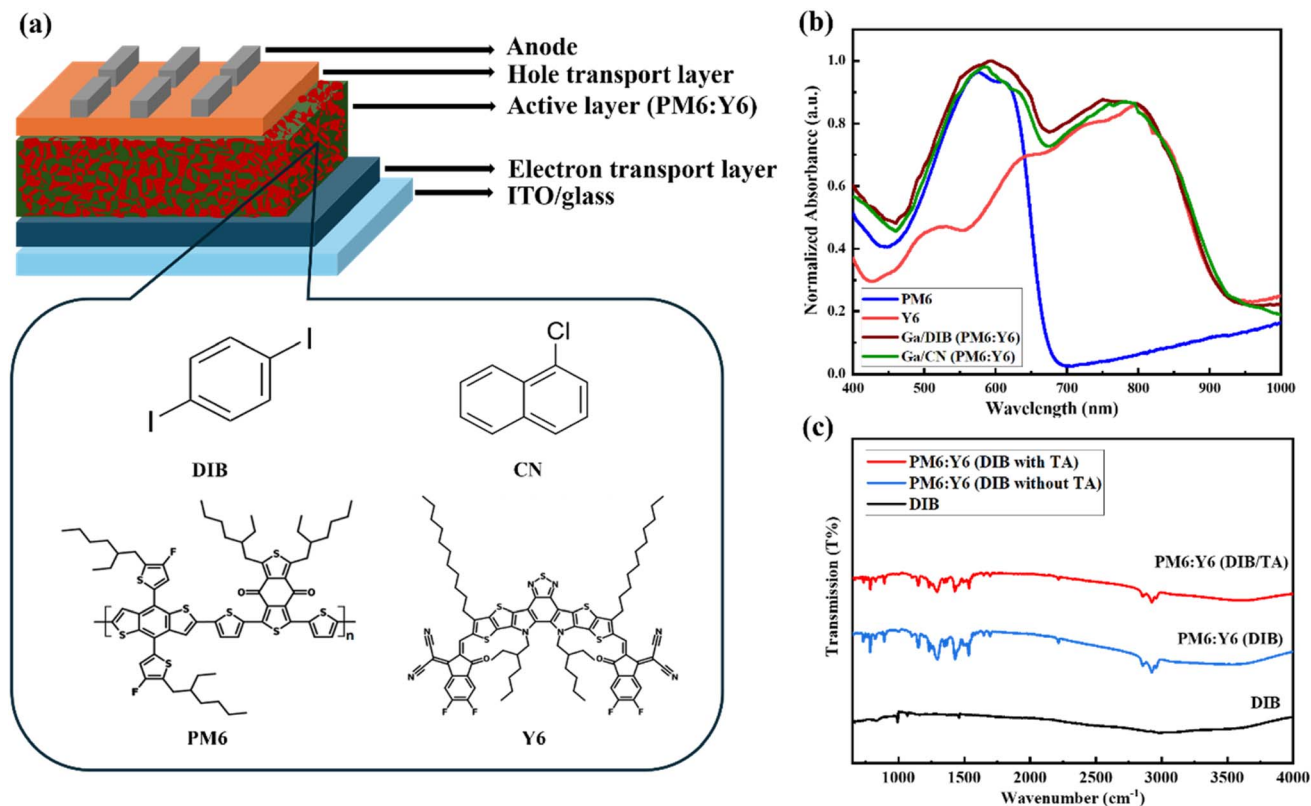 (a)
Anode
Hole transport layer
Active layer (PM6:Y6)
Electron transport layer
ITO/glass
I
I
DIB
Cl
CN
F
S
S
S
S
O
O
S
S
S
S
F
n
PM6
S
N
N
S
S
S
S
N
N
N
N
O
O
N
N
F
F
F
F
Y6
(b)
Normalized Absorbance (a.u.)
1.0
0.8
0.6
0.4
0.2
0.0
PM6
Y6
Ga/DIB (PM6:Y6)
Ga/CN (PM6:Y6)
400 500 600 700 800 900 1000
Wavelength (nm)
(c)
Transmission (T%)
PM6:Y6 (DIB with TA)
PM6:Y6 (DIB without TA)
DIB
PM6:Y6 (DIB/TA)
PM6:Y6 (DIB)
DIB
1000 1500 2000 2500 3000 3500 4000
Wavenumber (cm⁻¹)